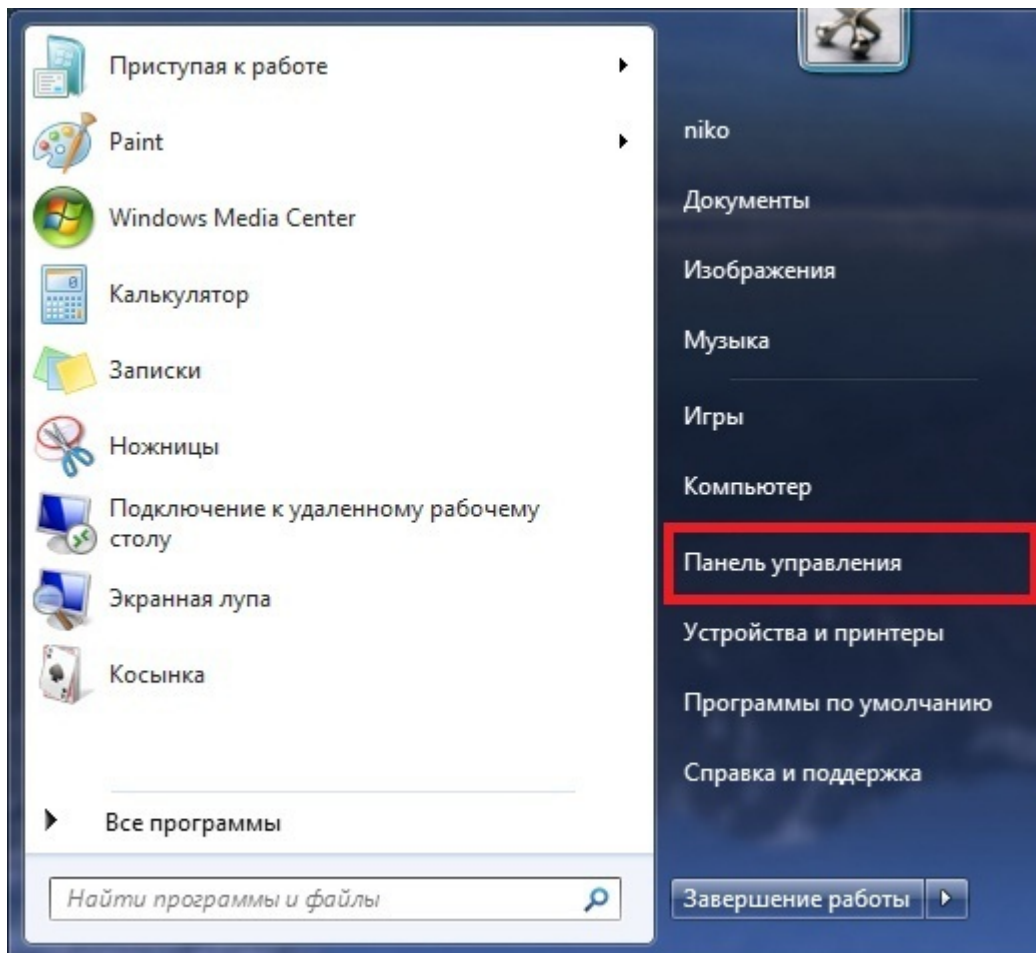 Приступая к работе
Paint
Windows Media Center
Калькулятор
0
Записки
Ножницы
Подключение к удаленному рабочему
столу
Экранная лупа
Косынка
Все программы
Найти программы и файлы
niko
Документы
Изображения
Музыка
Игры
Компьютер
Панель управления
Устройства и принтеры
Программы по умолчанию
Справка и поддержка
Завершение работы